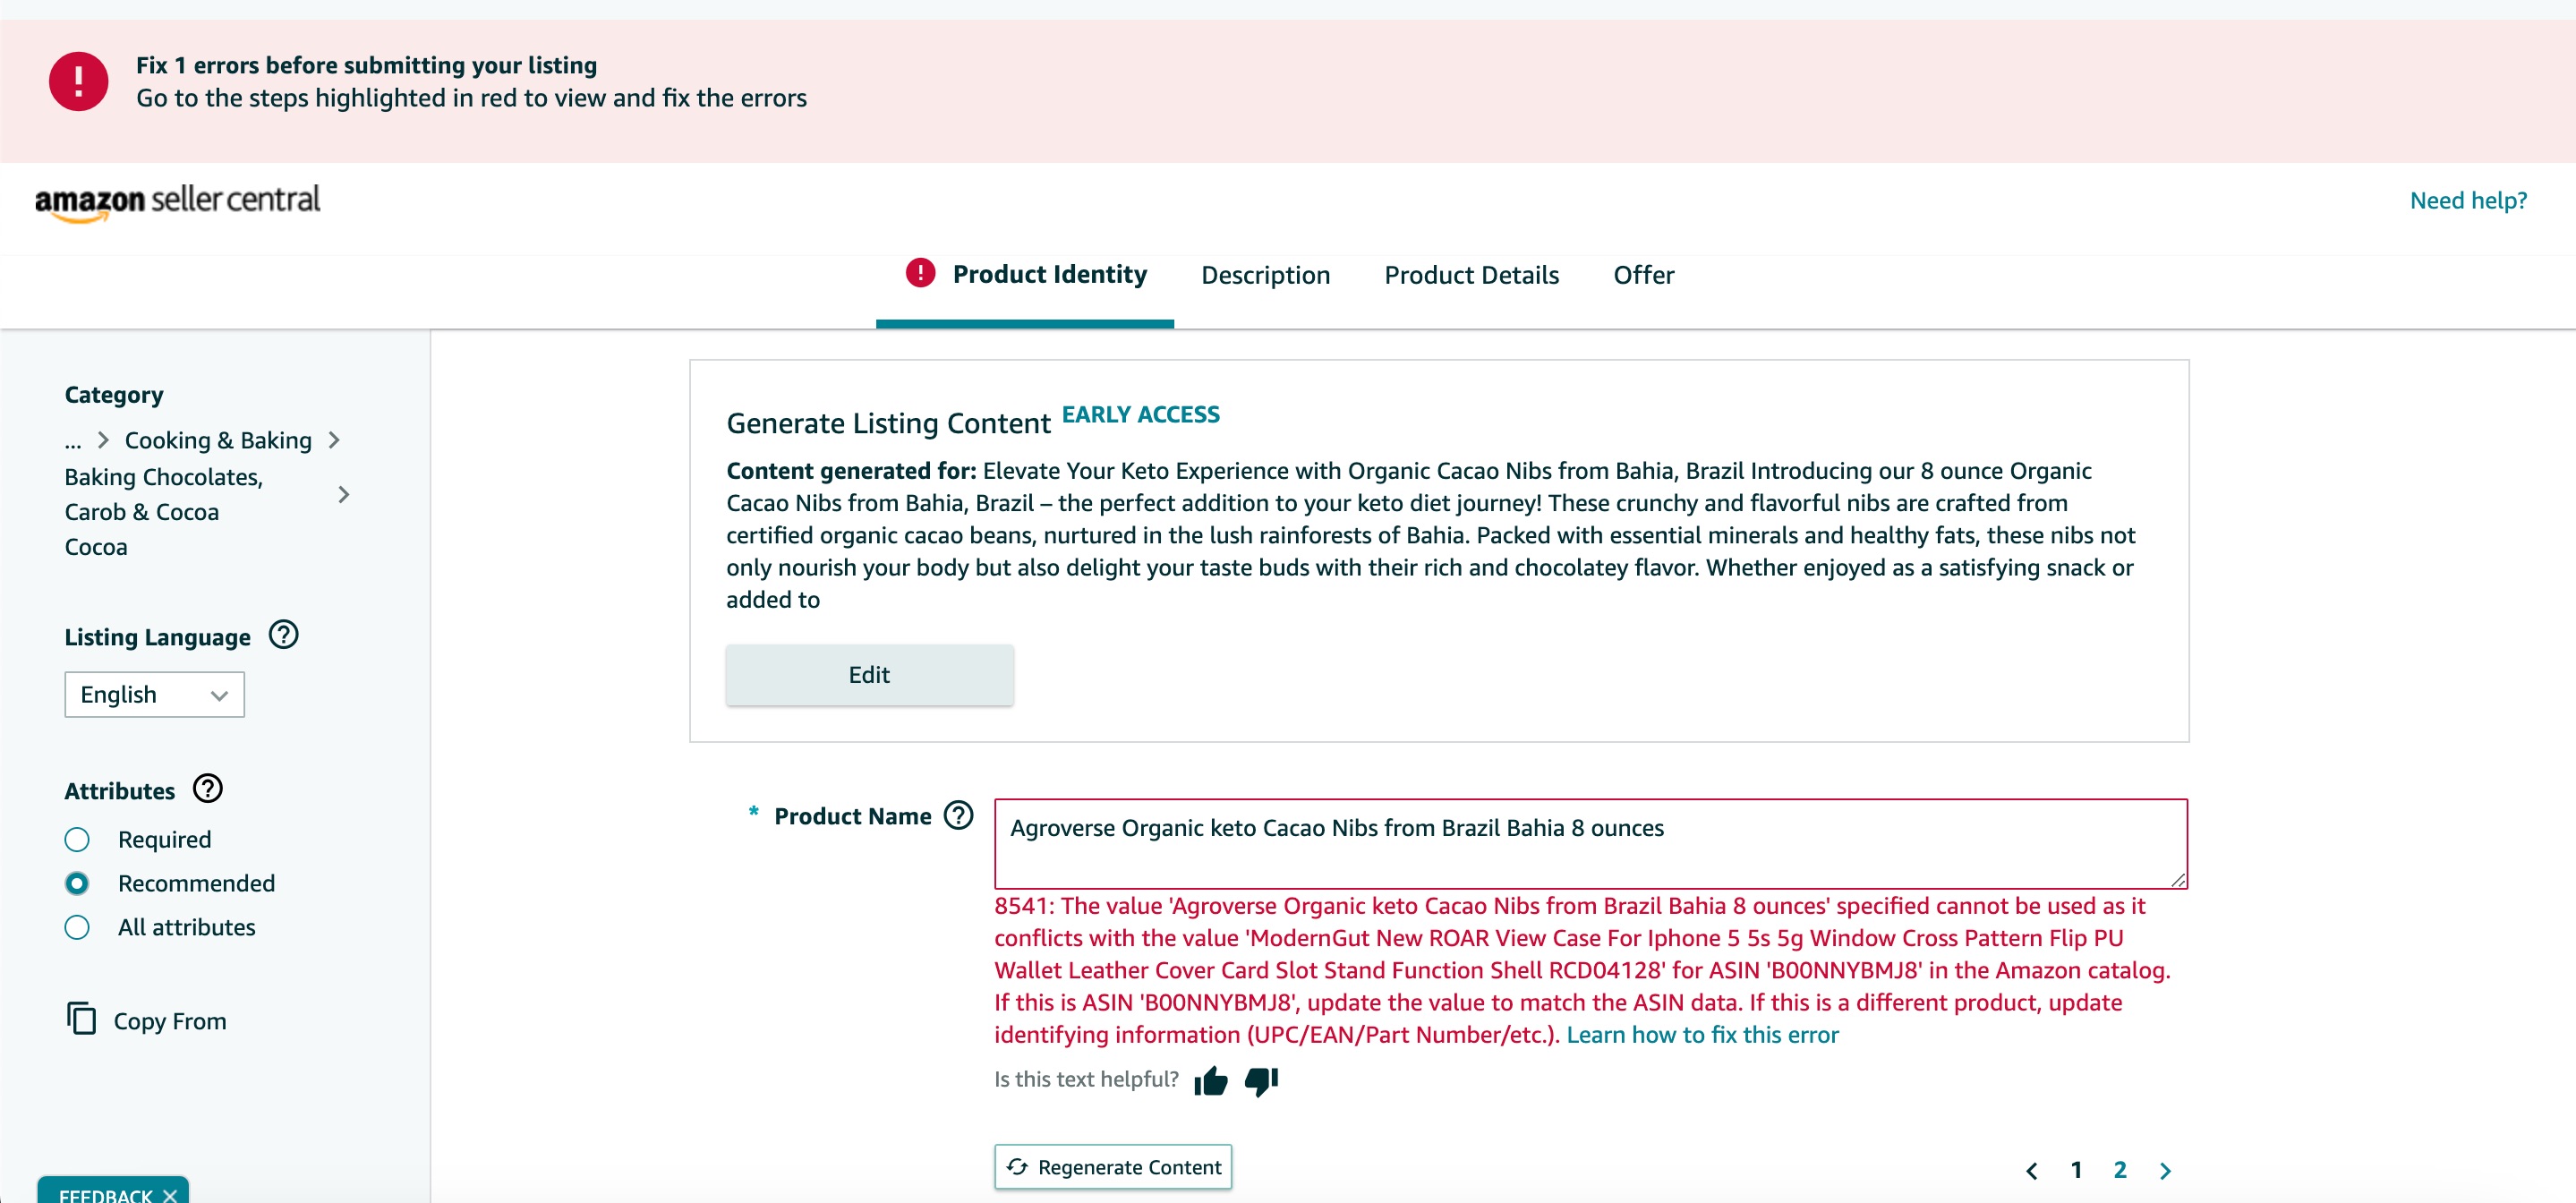 Fix 1 errors before submitting your listing
Go to the steps highlighted in red to view and fix the errors
amazon seller central
Need help?
Product Identity
Description
Product Details
Offer
Category
... > Cooking & Baking >
Baking Chocolates,
Carob & Cocoa
>
Cocoa
Listing Language
English
Attributes
Required
Recommended
All attributes
Copy From
FEEDBACK X
Generate Listing Content EARLY ACCESS
Content generated for: Elevate Your Keto Experience with Organic Cacao Nibs from Bahia, Brazil Introducing our 8 ounce Organic
Cacao Nibs from Bahia, Brazil – the perfect addition to your keto diet journey! These crunchy and flavorful nibs are crafted from
certified organic cacao beans, nurtured in the lush rainforests of Bahia. Packed with essential minerals and healthy fats, these nibs not
only nourish your body but also delight your taste buds with their rich and chocolatey flavor. Whether enjoyed as a satisfying snack or
added to
Edit
* Product Name
Agroverse Organic keto Cacao Nibs from Brazil Bahia 8 ounces
8541: The value 'Agroverse Organic keto Cacao Nibs from Brazil Bahia 8 ounces' specified cannot be used as it
conflicts with the value 'ModernGut New ROAR View Case For Iphone 5 5s 5g Window Cross Pattern Flip PU
Wallet Leather Cover Card Slot Stand Function Shell RCD04128' for ASIN 'B00NNYBMJ8' in the Amazon catalog.
If this is ASIN 'B00NNYBMJ8', update the value to match the ASIN data. If this is a different product, update
identifying information (UPC/EAN/Part Number/etc.). Learn how to fix this error
Is this text helpful?
Regenerate Content
< 1 2 >